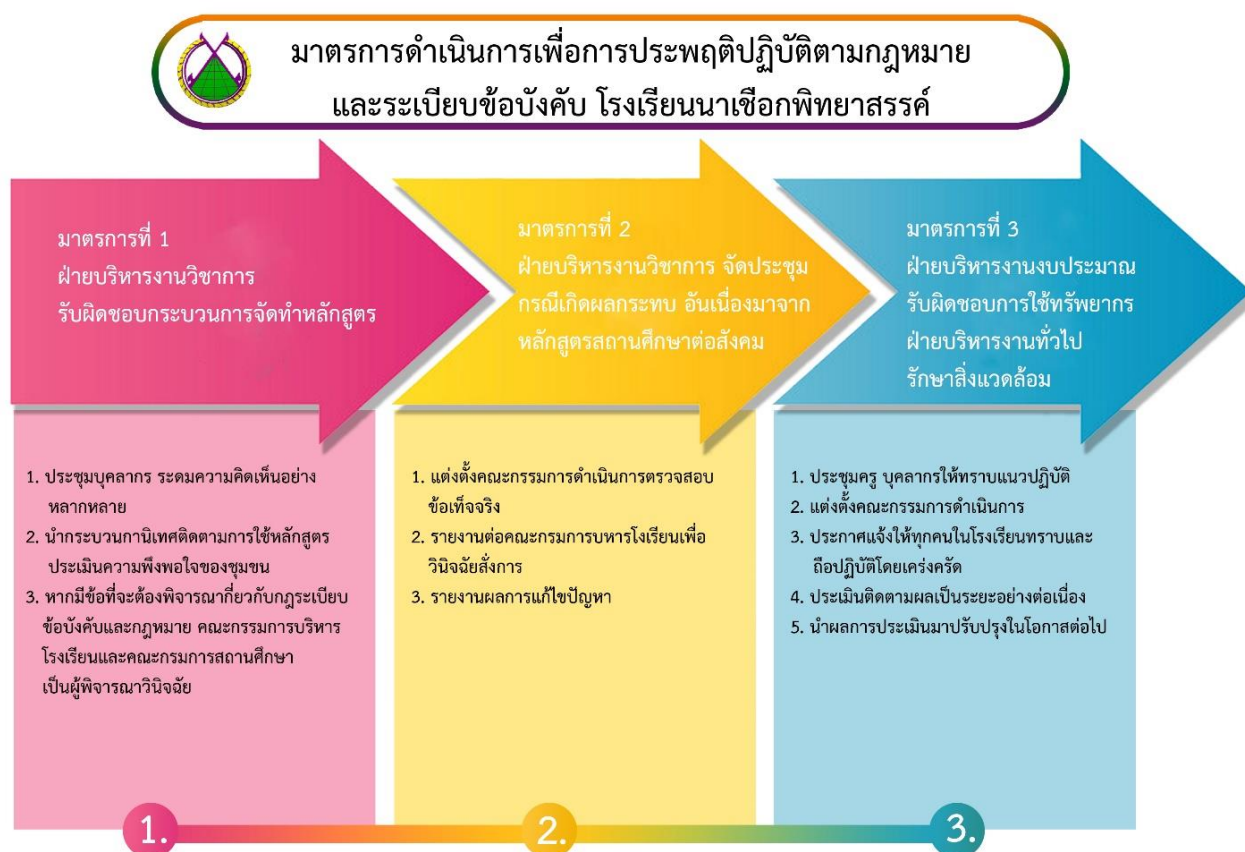 มาตรการดำเนินการเพื่อการประพฤติปฏิบัติตามกฎหมาย
และระเบียบข้อบังคับ โรงเรียนนาเชือกพิทยาสรรค์
มาตรการที่ 1
ฝ่ายบริหารงานวิชาการ
รับผิดชอบกระบวนการจัดทำหลักสูตร
1. ประชุมบุคลากร ระดมความคิดเห็นอย่าง
หลากหลาย
2. นำกระบวนกานิเทศติดตามการใช้หลักสูตร
ประเมินความพึงพอใจของชุมขน
3. หากมีข้อที่จะต้องพิจารณากี่ยวกับกฎระเบียบ
ข้อบังคับและกฎหมาย คณะกรรมการบริหาร
โรงเรียนและคณะกรมการสถานศึกษา
เป็นผู้พิจารณาวินิจฉัย
1.
มาตรการที่ 2
ฝ่ายบริหารงานวิชาการ จัดประชุม
กรณีเกิดผลกระทบ อันเนื่องมาจาก
หลักสูตรสถานศึกษาต่อสังคม
1. แต่งตั้งคณะกรรมการดำเนินการตรวจสอบ
ข้อเท็จจริง
2. รายงานต่อคณะกรมการบหารโงเรียนเพื่อ
วินิจฉัยสั่งการ
3. รายงานผลการแก้ไขปัญหา
2.
มาตรการที่ 3
ฝ่ายบริหารงานงบประมาณ
รับผิดชอบการใช้ทรัพยากร
ฝ่ายบริหารงานทั่วไป
รักษาสิ่งแวดล้อม
1. ประชุมครู บุคลากรให้ทราบแนวปฏิบัติ
2. แต่งตั้งคณะกรรมการดำเนินการ
3. ประกาศแจ้งให้ทุกคนในโรงเรียนทราบและ
ถือปฏิบัติโดยเคร่งครัด
4. ประเมินติดตามผลเป็นระยะอย่างต่อเนื่อง
5. นำผลการประเมินมาปรับปรุงในโอกาสต่อไป
3.